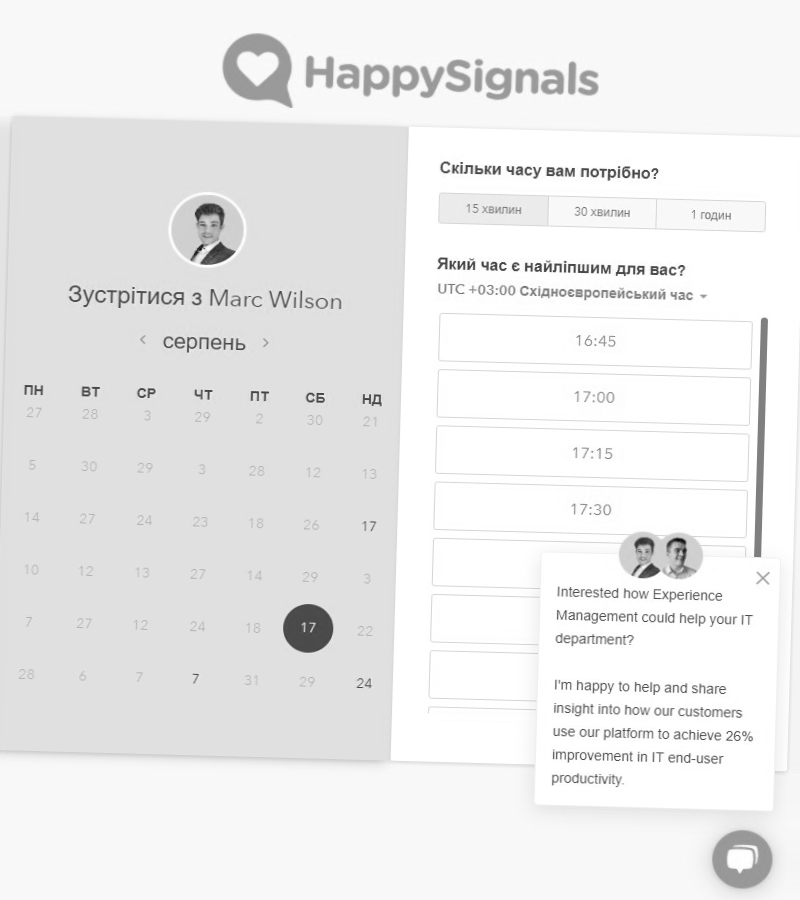 HappySignals
Зустрітися з Marc Wilson
серпень
ПН ВТ СР ЧТ ПТ СБ НД
27 28 3 29 2 30 21
5 30 29 3 28 12 13
14 27 24 23 18 26 17
10 12 13 27 14 29 3
7 27 12 24 18 17 22
28 6 7 7 31 29 24
Скільки часу вам потрібно?
15 хвилин 30 хвилин 1 годин
Який час є найліпшим для вас?
UTC +03:00 Східноєвропейський час
16:45
17:00
17:15
17:30
Interested how Experience
Management could help your IT
department?
I'm happy to help and share
insight into how our customers
use our platform to achieve 26%
improvement in IT end-user
productivity.